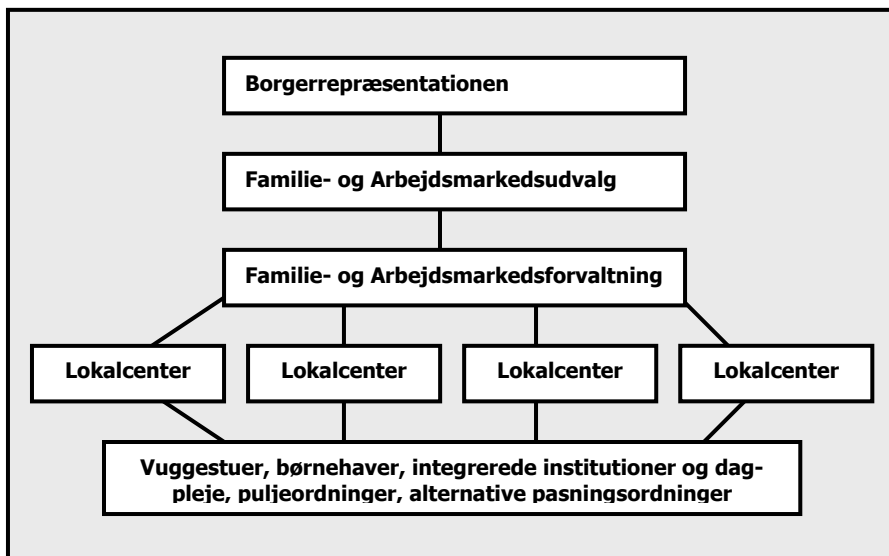 Borgerrepræsentationen
Familie- og Arbejdsmarkedsudvalg
Familie- og Arbejdsmarkedsforvaltning
Lokalcenter
Lokalcenter
Lokalcenter
Lokalcenter
Vuggestuer, børnehaver, integrerede institutioner og dag-
pleje, puljeordninger, alternative pasningsordninger